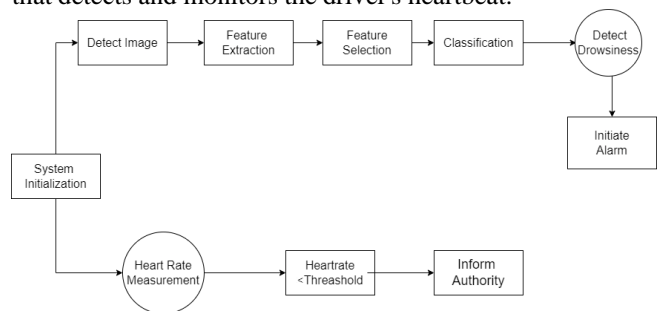 that detects and monitors the driver's heartbeat.
Detect Image
Feature
Extraction
Feature
Selection
Classification
Detect
Drowsiness
Initiate
Alarm
System
Initialization
Heart Rate
Measurement
Heartrate
<Threashold
Inform
Authority